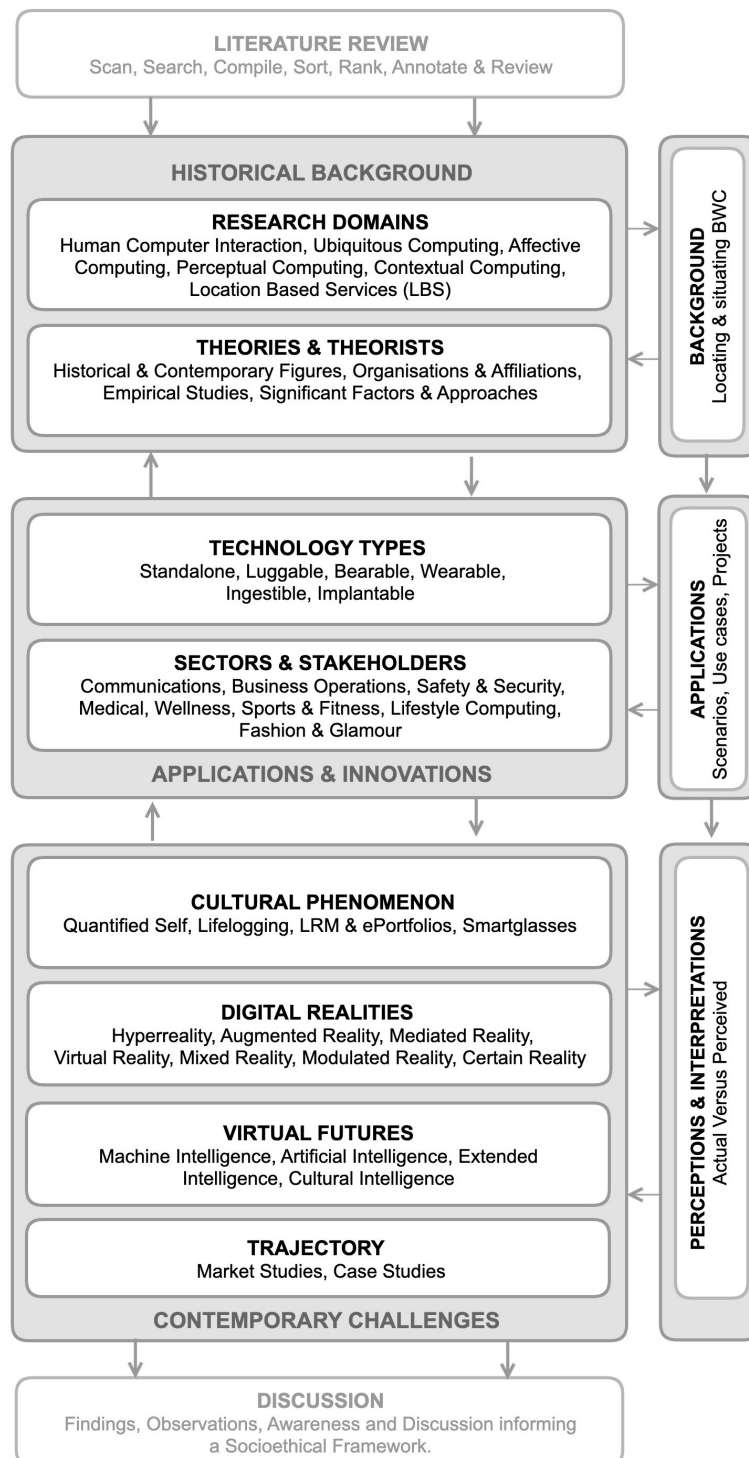 LITERATURE REVIEW
Scan, Search, Compile, Sort, Rank, Annotate & Review
HISTORICAL BACKGROUND
RESEARCH DOMAINS
Human Computer Interaction, Ubiquitous Computing, Affective
Computing, Perceptual Computing, Contextual Computing,
Location Based Services (LBS)
THEORIES & THEORISTS
Historical & Contemporary Figures, Organisations & Affiliations,
Empirical Studies, Significant Factors & Approaches
BACKGROUND
Locating & situating BWC
TECHNOLOGY TYPES
Standalone, Luggable, Bearable, Wearable,
Ingestible, Implantable
SECTORS & STAKEHOLDERS
Communications, Business Operations, Safety & Security,
Medical, Wellness, Sports & Fitness, Lifestyle Computing,
Fashion & Glamour
APPLICATIONS & INNOVATIONS
APPLICATIONS
Scenarios, Use cases, Projects
CULTURAL PHENOMENON
Quantified Self, Lifelogging, LRM & ePortfolios, Smartglasses
DIGITAL REALITIES
Hyperreality, Augmented Reality, Mediated Reality,
Virtual Reality, Mixed Reality, Modulated Reality, Certain Reality
VIRTUAL FUTURES
Machine Intelligence, Artificial Intelligence, Extended
Intelligence, Cultural Intelligence
TRAJECTORY
Market Studies, Case Studies
CONTEMPORARY CHALLENGES
PERCEPTIONS & INTERPRETATIONS
Actual Versus Perceived
DISCUSSION
Findings, Observations, Awareness and Discussion informing
a Socioethical Framework.